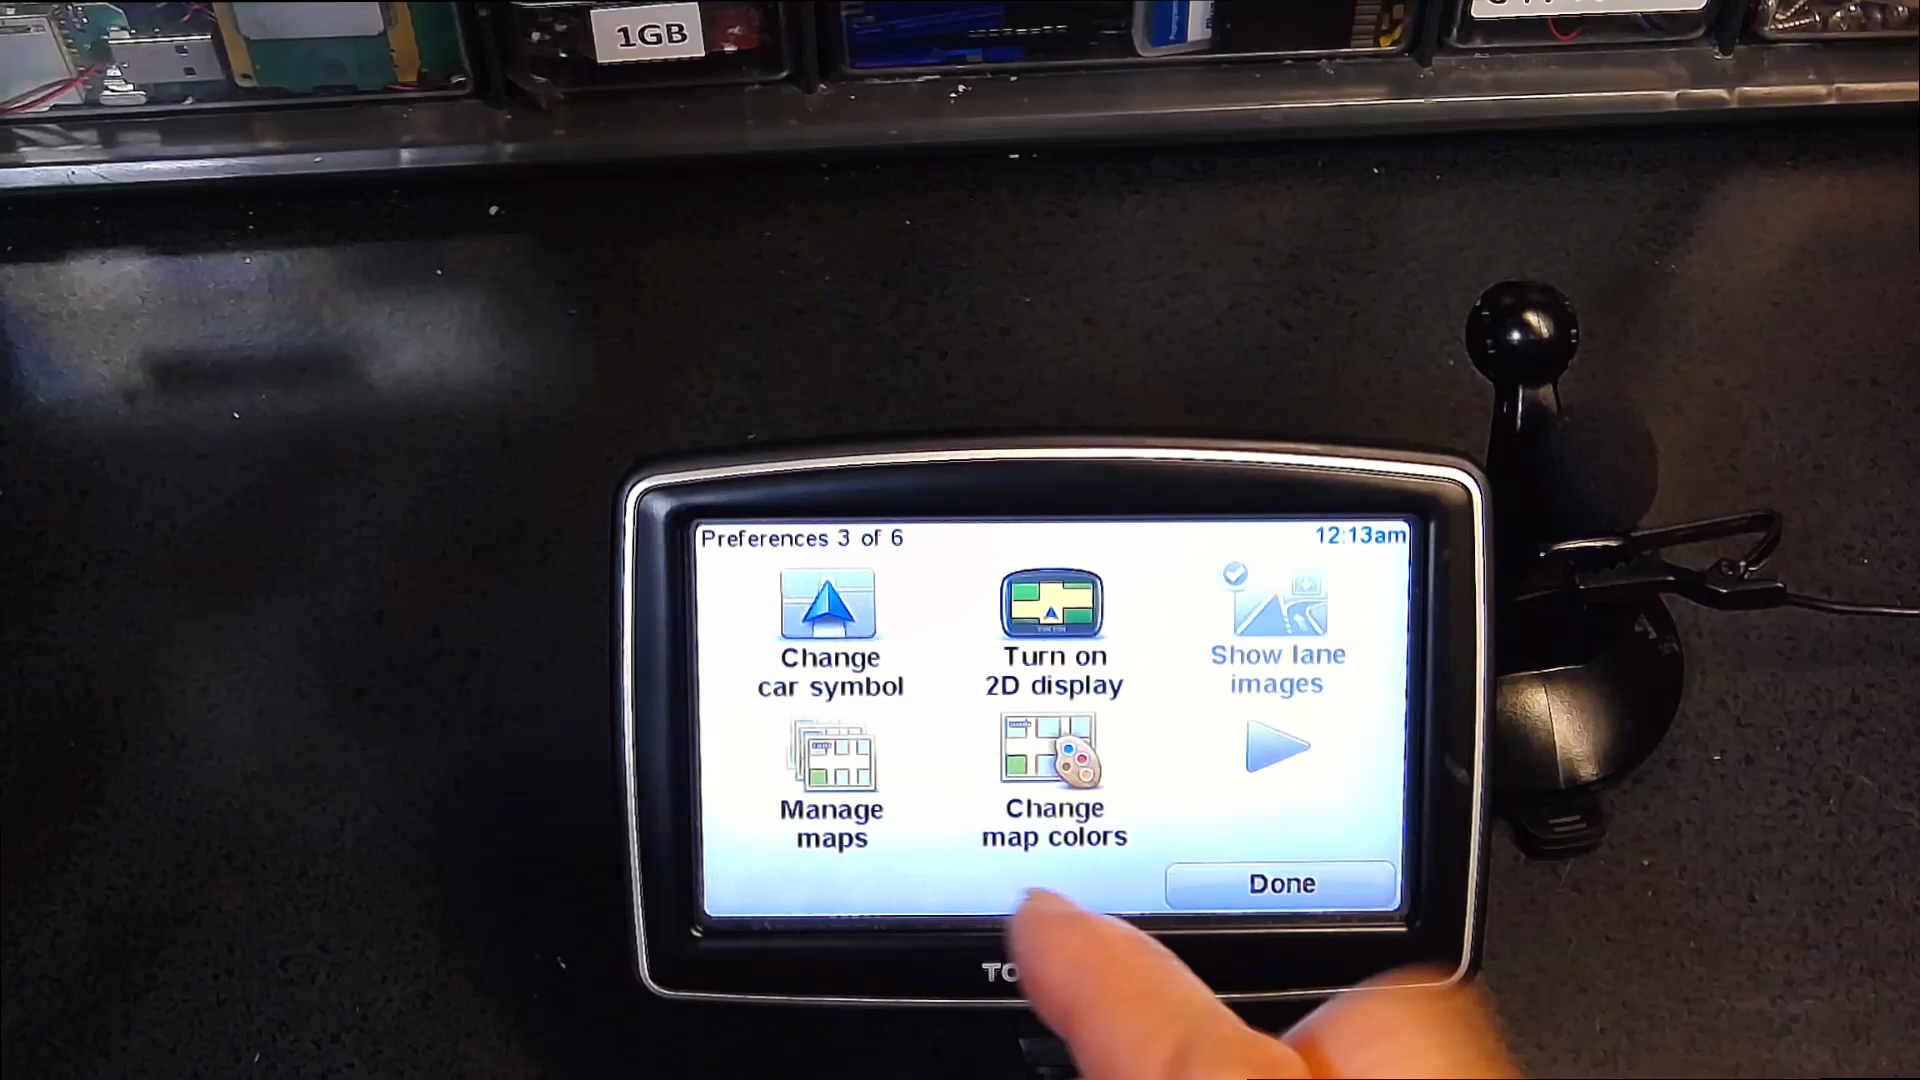 1GB
Preferences 3 of 6
12:13am
Change
car symbol
Turn on
2D display
Show lane
images
Manage
maps
Change
map colors
Done